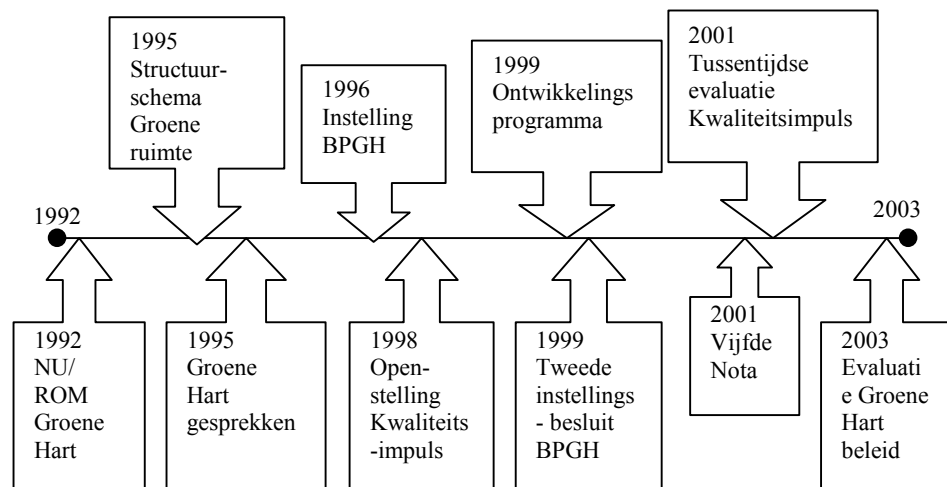 1995
Structuur-
schema
Groene
ruimte
1996
Instelling
BPGH
1999
Ontwikkelings
programma
2001
Tussentijdse
evaluatie
Kwaliteitsimpuls
1992
2003
1992
NU/
ROM
Groene
Hart
1995
Groene
Hart
gesprekken
1998
Open-
stelling
Kwaliteits
-impuls
1999
Tweede
instellings
- besluit
BPGH
2001
Vijfde
Nota
2003
Evaluati
e Groene
Hart
beleid